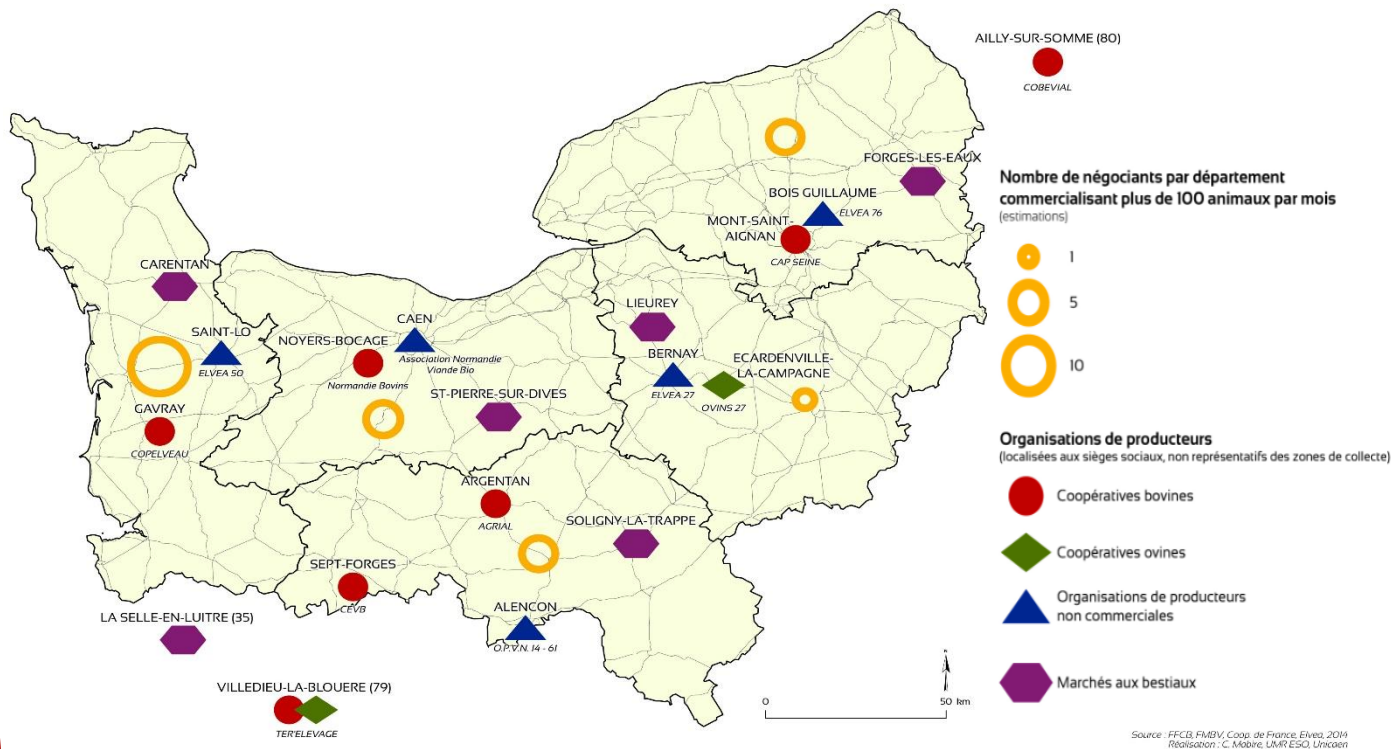 AILLY-SUR-SOMME (80)
COBEVIAL
FORGES-LES-EAUX
BOIS GUILLAUME
ELVEA 76
MONT-SAINT-
AIGNAN
CAP SEINE
CARENTAN
SAINT-LO
ELVEA 50
GAVRAY
COPELVEAU
NOYERS-BOCAGE
Normandie Bovins
CAEN
Association Normandie
Viande Bio
ST-PIERRE-SUR-DIVES
LIEUREY
BERNAY
ELVEA 27
ECARDENVILLE-
LA-CAMPAGNE
OVINS 27
ARGENTAN
AGRIAL
SOLIGNY-LA-TRAPPE
SEPT-FORGES
CEVB
ALENCON
O.P.V.N. 14 - 61
LA SELLE-EN-LUITRE (35)
VILLEDIEU-LA-BLOUERE (79)
TER'ELEVAGE
N
0
50 km
Nombre de négociants par département
commercialisant plus de 100 animaux par mois
(estimations)
1
5
10
Organisations de producteurs
(localisées aux sièges sociaux, non représentatifs des zones de collecte)
Coopératives bovines
Coopératives ovines
Organisations de producteurs
non commerciales
Marchés aux bestiaux
Source : FFCB, FMBV, Coop. de France, Elvea, 2014
Réalisation : C. Mabire, UMR ESO, Unicaen